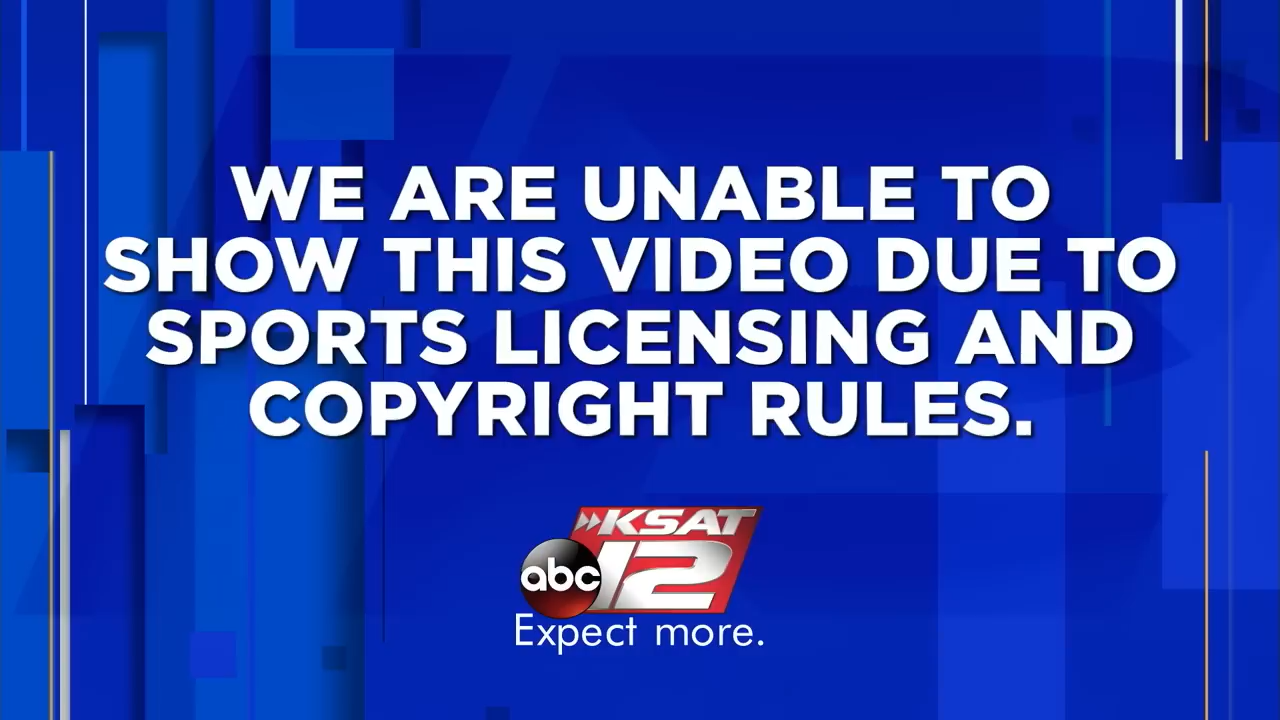 WE ARE UNABLE TO
SHOW THIS VIDEO DUE TO
SPORTS LICENSING AND
COPYRIGHT RULES.
KSAT
abc 12
Expect more.